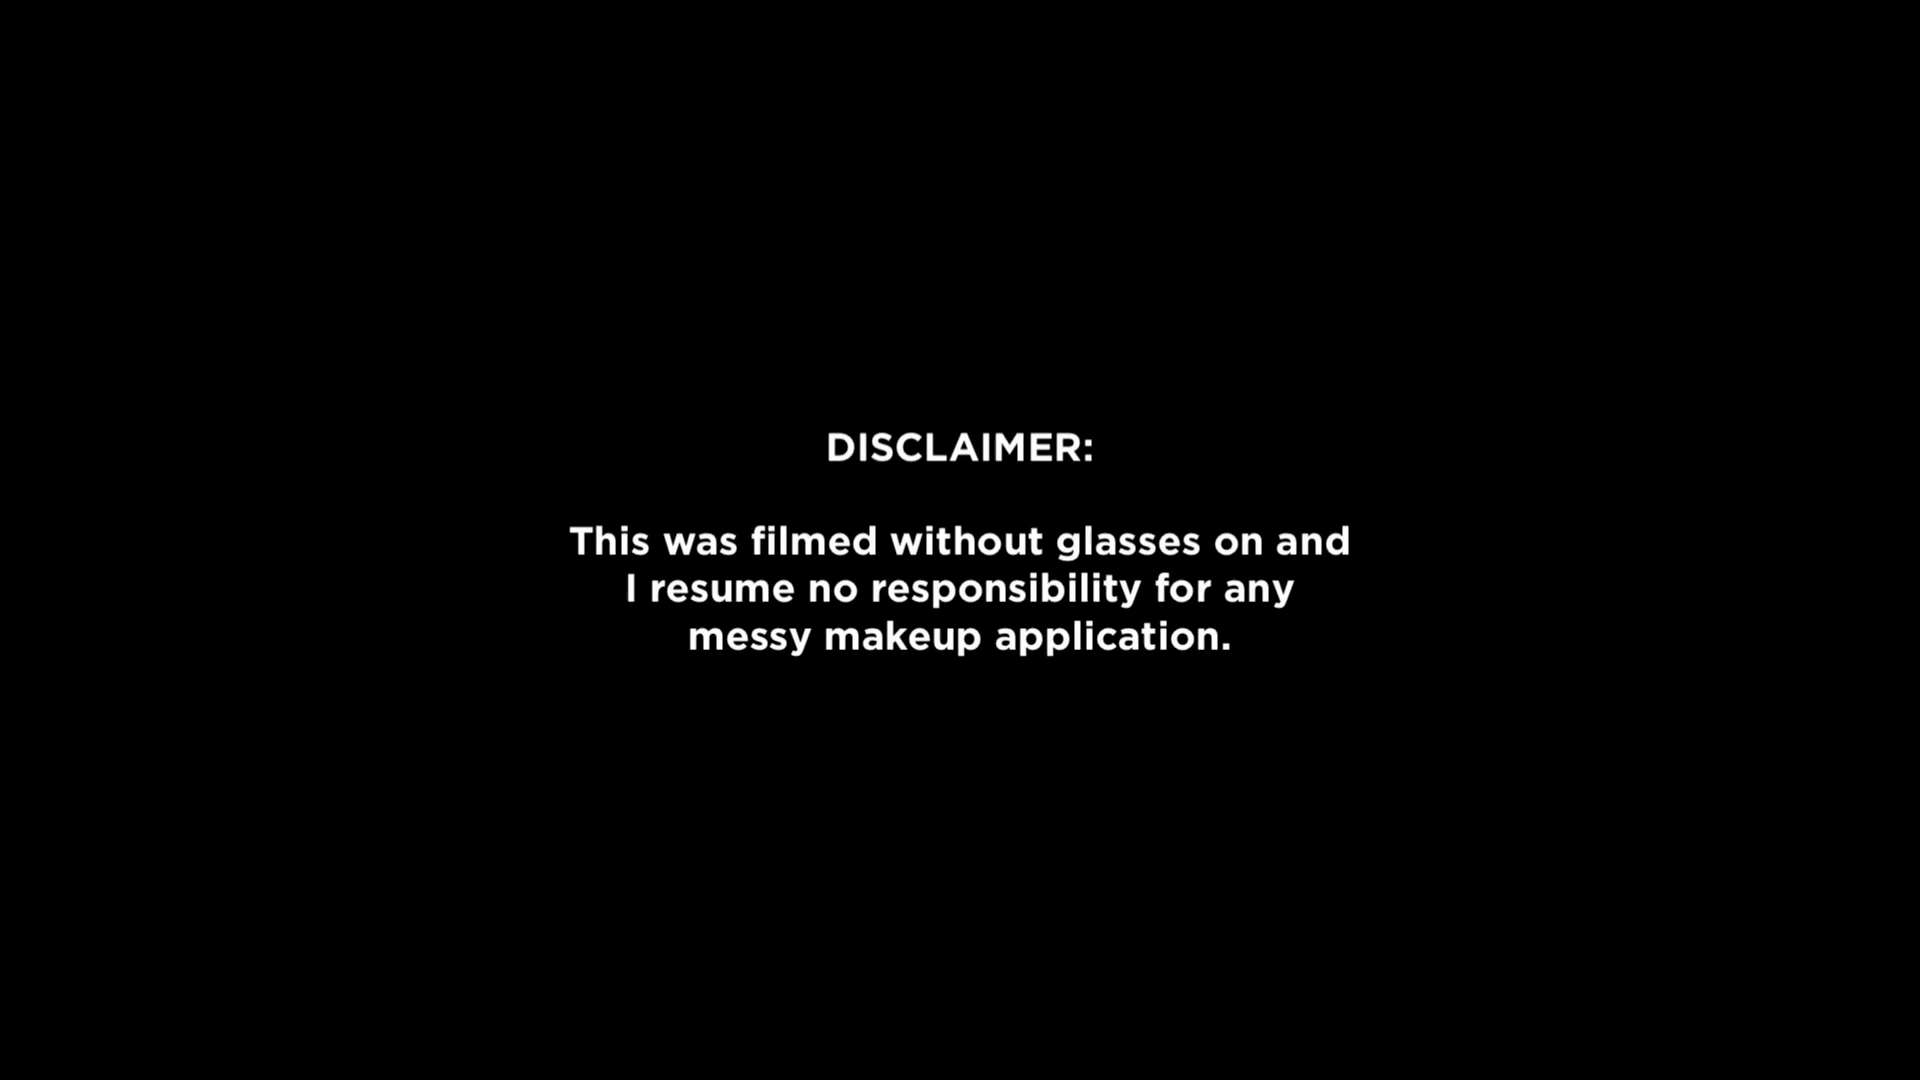 DISCLAIMER:
This was filmed without glasses on and
I resume no responsibility for any
messy makeup application.